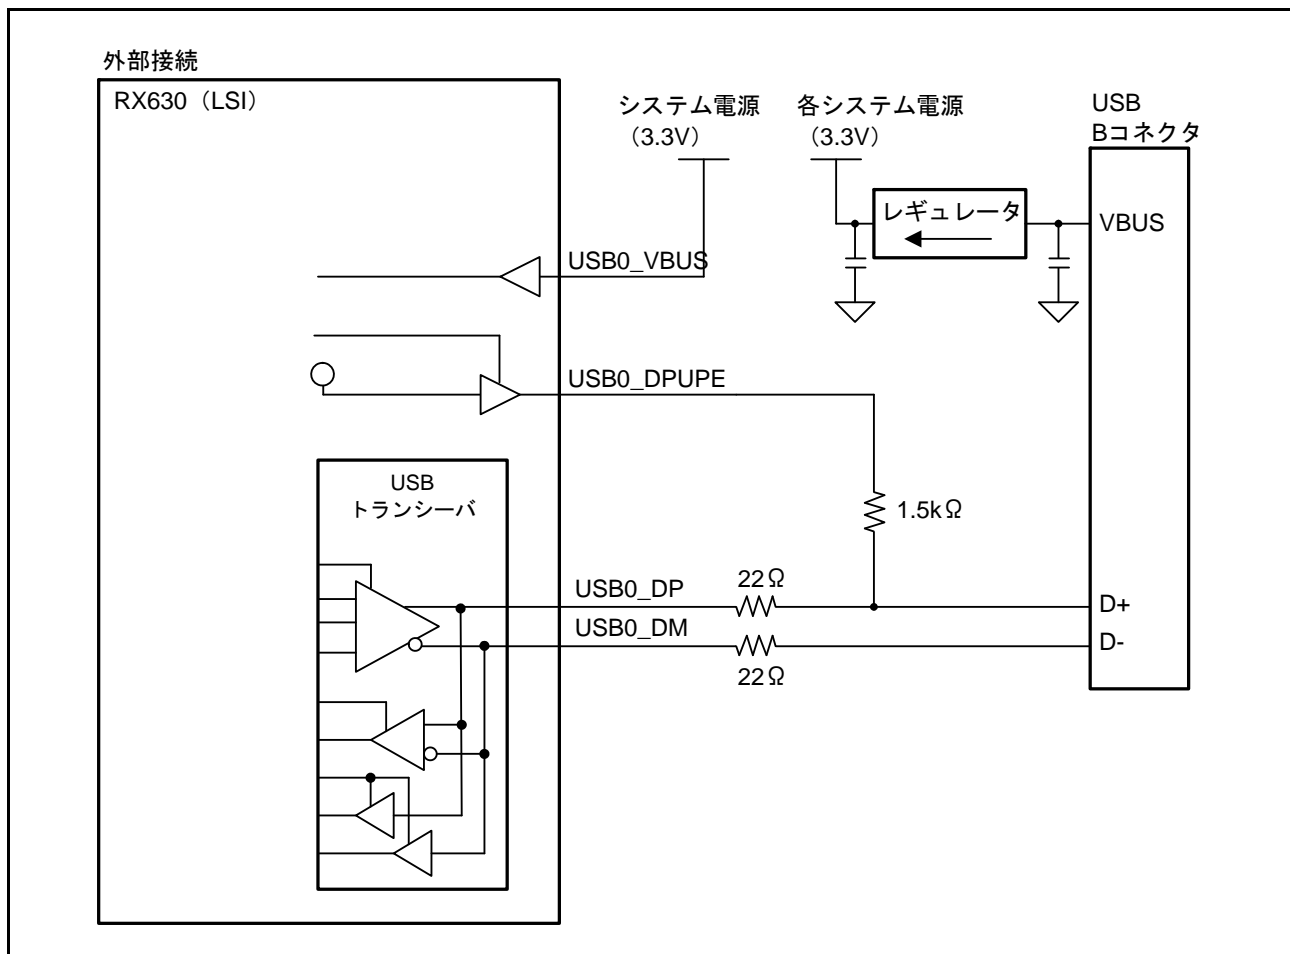 外部接続
RX630（LSI）
システム電源
（3.3V）
各システム電源
（3.3V）
USB
Bコネクタ
レギュレータ
VBUS
USB0_VBUS
USB0_DPUPE
USB
トランシーバ
1.5kΩ
USB0_DP
22Ω
D+
USB0_DM
D-
22Ω